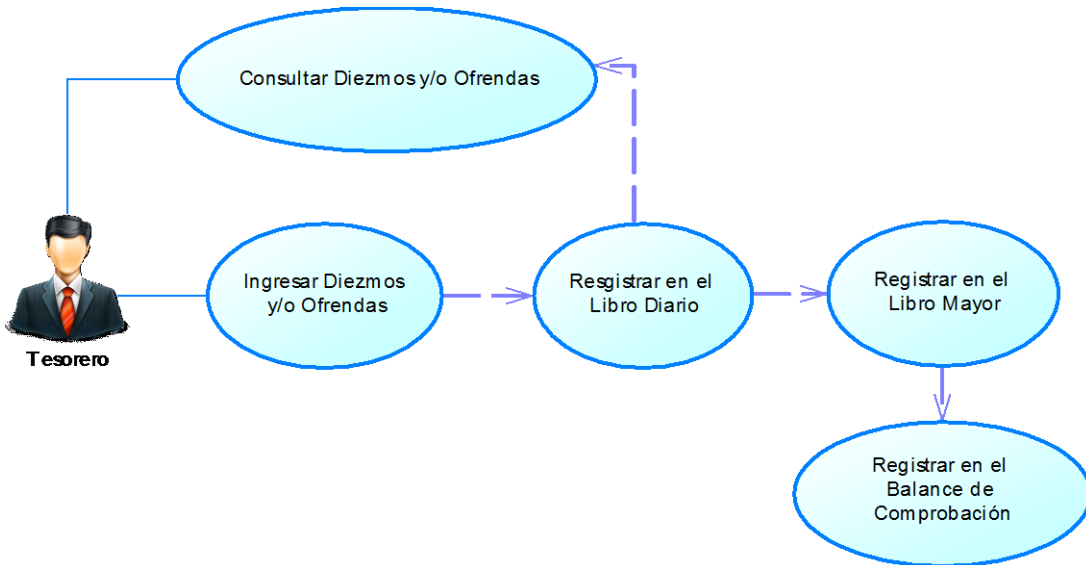 Consultar Diezmos y/o Ofrendas
Ingresar Diezmos
y/o Ofrendas
Resgistrar en el
Libro Diario
Registrar en el
Libro Mayor
Tesorero
Registrar en el
Balance de
Comprobación